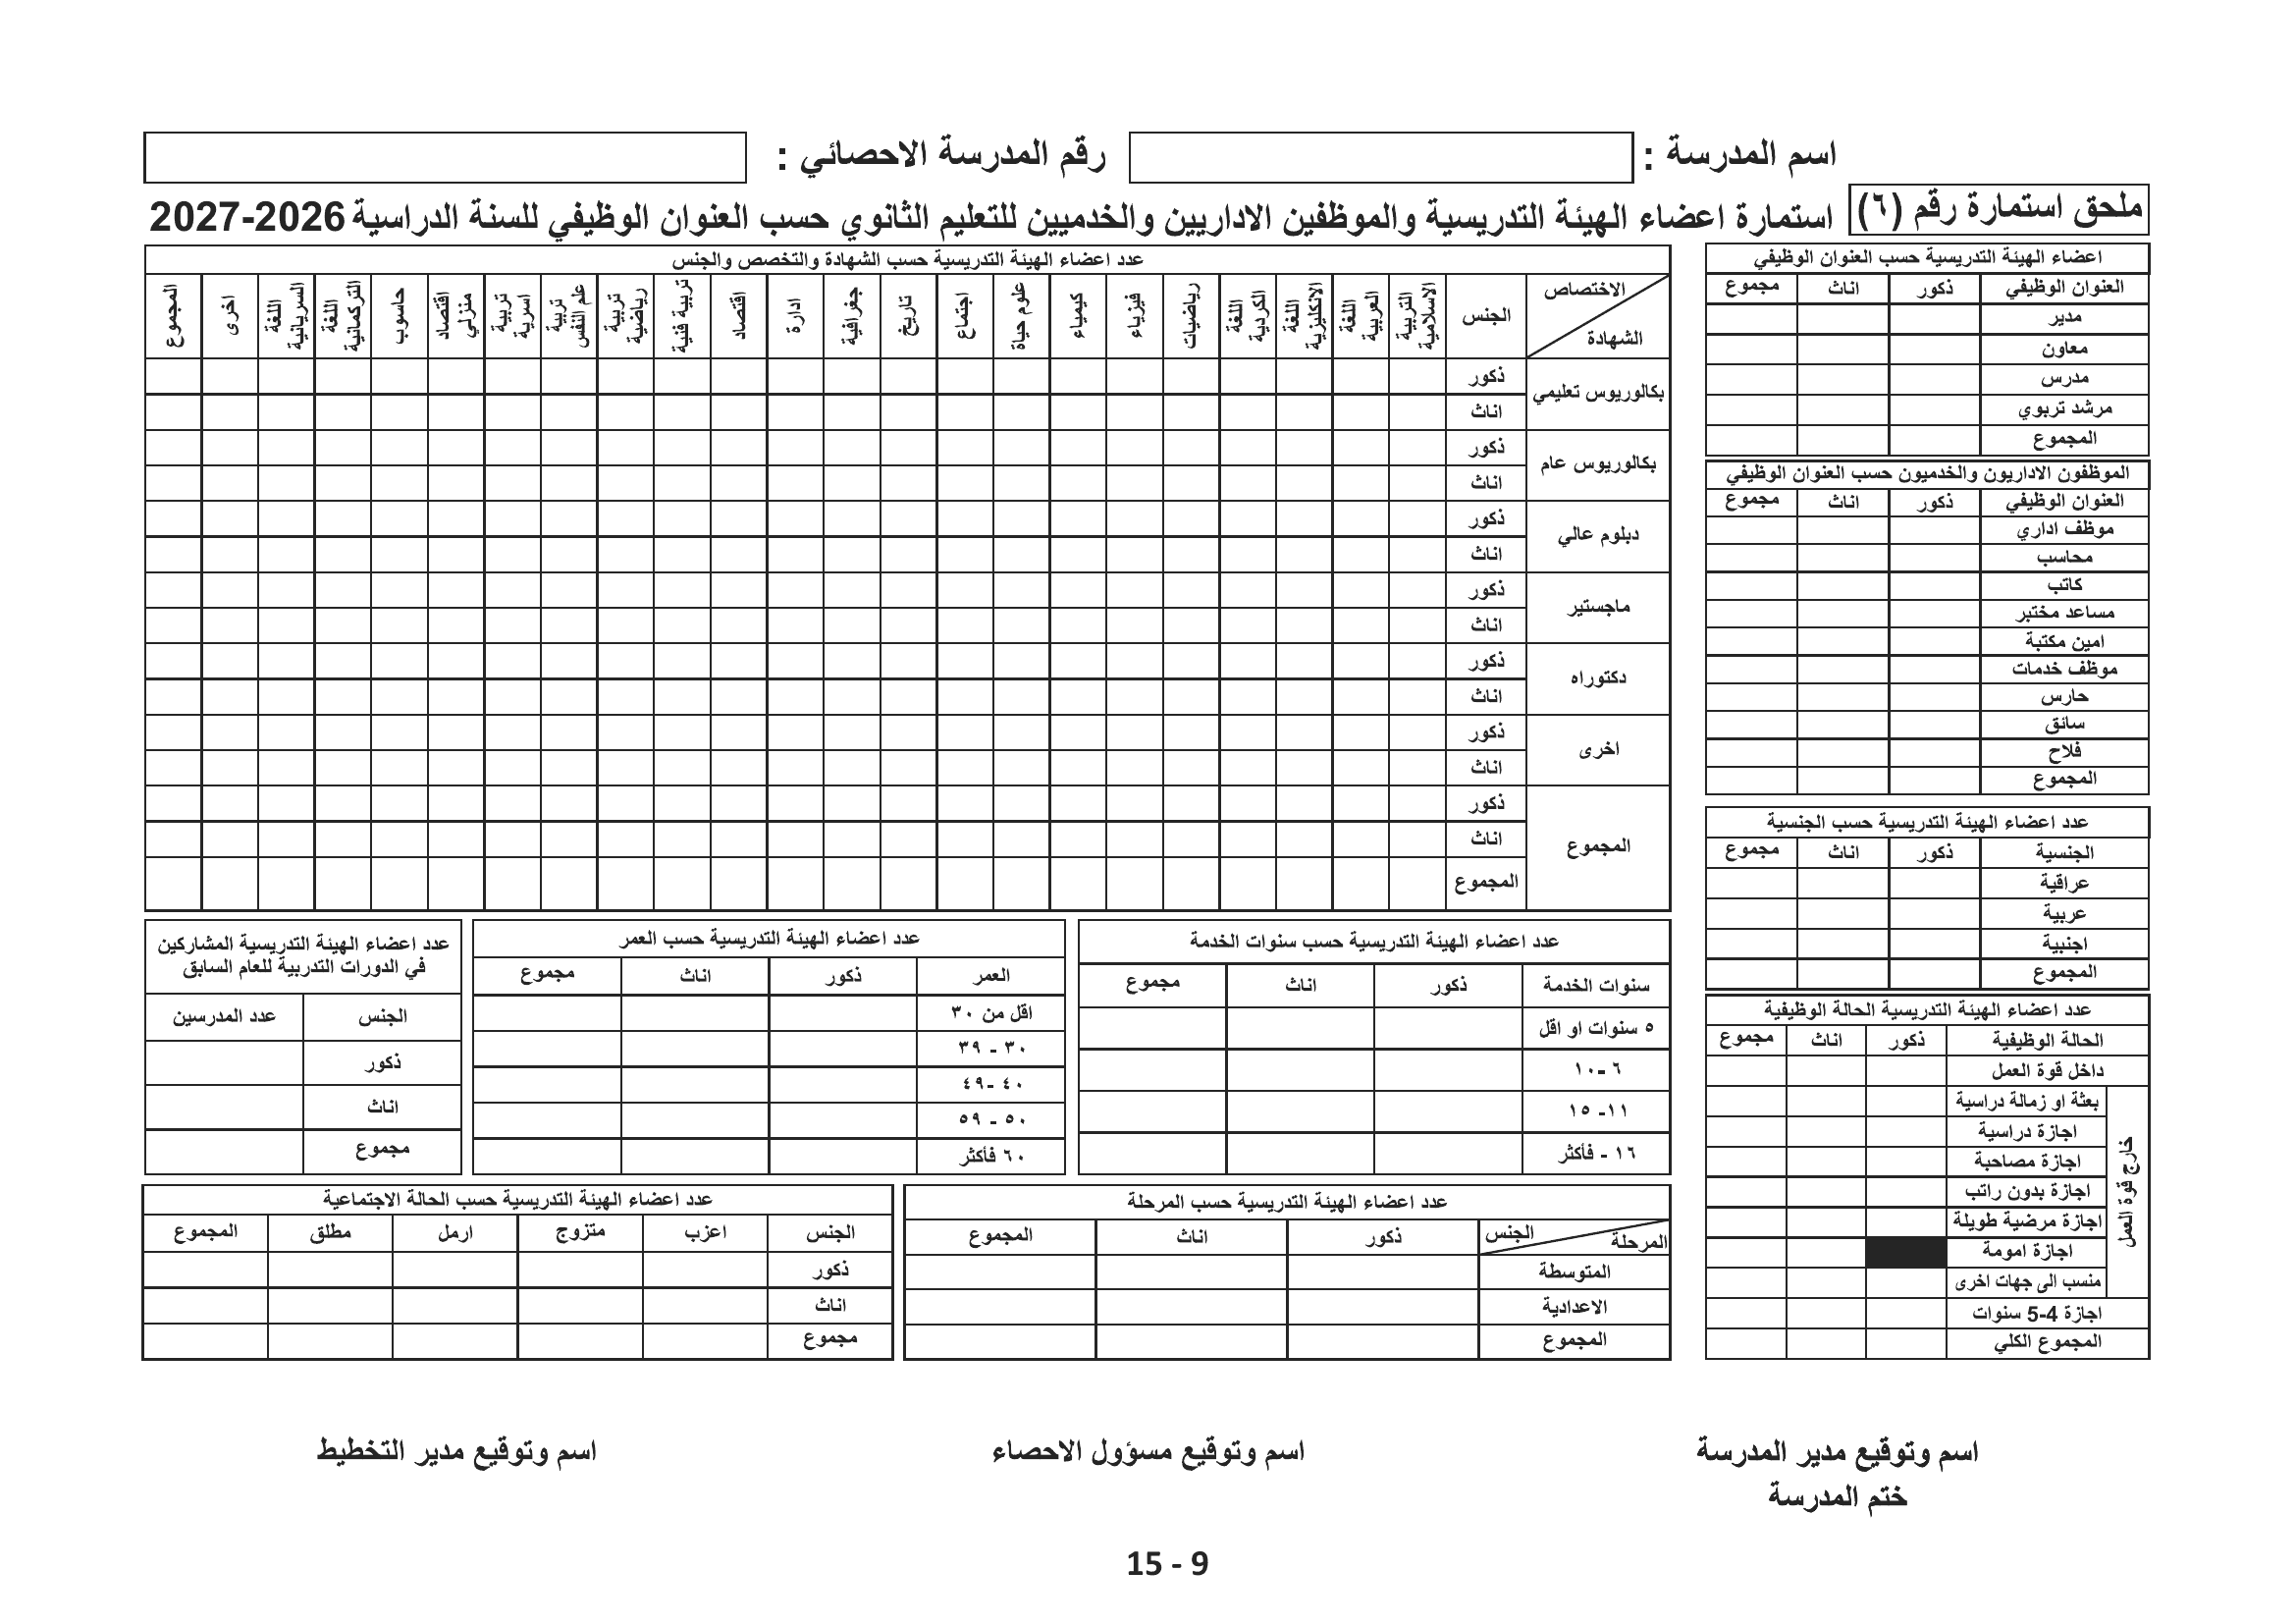 اسم المدرسة :
رقم المدرسة الاحصائي :
ملحق استمارة رقم (٦)
استمارة اعضاء الهيئة التدريسية والموظفين الاداريين والخدميين للتعليم الثانوي حسب العنوان الوظيفي للسنة الدراسية 2026-2027
اعضاء الهيئة التدريسية حسب العنوان الوظيفي
العنوان الوظيفي ذكور اناث مجموع
مدير
معاون
مدرس
مرشد تربوي
المجموع
الموظفون الاداريون والخدميون حسب العنوان الوظيفي
العنوان الوظيفي ذكور اناث مجموع
موظف اداري
محاسب
كاتب
مساعد مختبر
امين مكتبة
موظف خدمات
حارس
سائق
فلاح
المجموع
عدد اعضاء الهيئة التدريسية حسب الجنسية
الجنسية ذكور اناث مجموع
عراقية
عربية
اجنبية
المجموع
عدد اعضاء الهيئة التدريسية الحالة الوظيفية
الحالة الوظيفية ذكور اناث مجموع
داخل قوة العمل
خارج قوة العمل
بعثة او زمالة دراسية
اجازة دراسية
اجازة مصاحبة
اجازة بدون راتب
اجازة مرضية طويلة
اجازة امومة
منسب الى جهات اخرى
اجازة 4-5 سنوات
المجموع الكلي
عدد اعضاء الهيئة التدريسية حسب الشهادة والتخصص والجنس
الاختصاص
الشهادة
الجنس
التربية الاسلامية
اللغة العربية
اللغة الانكليزية
اللغة الكردية
رياضيات
فيزياء
كيمياء
علوم حياة
اجتماع
تاريخ
جغرافية
ادارة
اقتصاد
تربية فنية
تربية رياضية
تربية علم النفس
تربية اسرية
اقتصاد منزلي
حاسوب
اللغة التركمانية
اللغة السريانية
اخرى
المجموع
بكالوريوس تعليمي
ذكور
اناث
بكالوريوس عام
ذكور
اناث
دبلوم عالي
ذكور
اناث
ماجستير
ذكور
اناث
دكتوراه
ذكور
اناث
اخرى
ذكور
اناث
المجموع
ذكور
اناث
المجموع
عدد اعضاء الهيئة التدريسية حسب سنوات الخدمة
سنوات الخدمة ذكور اناث مجموع
٥ سنوات او اقل
٦ -١٠
١١- ١٥
١٦ - فأكثر
عدد اعضاء الهيئة التدريسية حسب العمر
العمر ذكور اناث مجموع
اقل من ٣٠
٣٠ - ٣٩
٤٠ -٤٩
٥٠ - ٥٩
٦٠ فأكثر
عدد اعضاء الهيئة التدريسية المشاركين
في الدورات التدربية للعام السابق
الجنس عدد المدرسين
ذكور
اناث
مجموع
عدد اعضاء الهيئة التدريسية حسب المرحلة
الجنس
المرحلة
ذكور اناث المجموع
المتوسطة
الاعدادية
المجموع
عدد اعضاء الهيئة التدريسية حسب الحالة الاجتماعية
الجنس اعزب متزوج ارمل مطلق المجموع
ذكور
اناث
مجموع
اسم وتوقيع مدير المدرسة
ختم المدرسة
اسم وتوقيع مسؤول الاحصاء
اسم وتوقيع مدير التخطيط
15 - 9